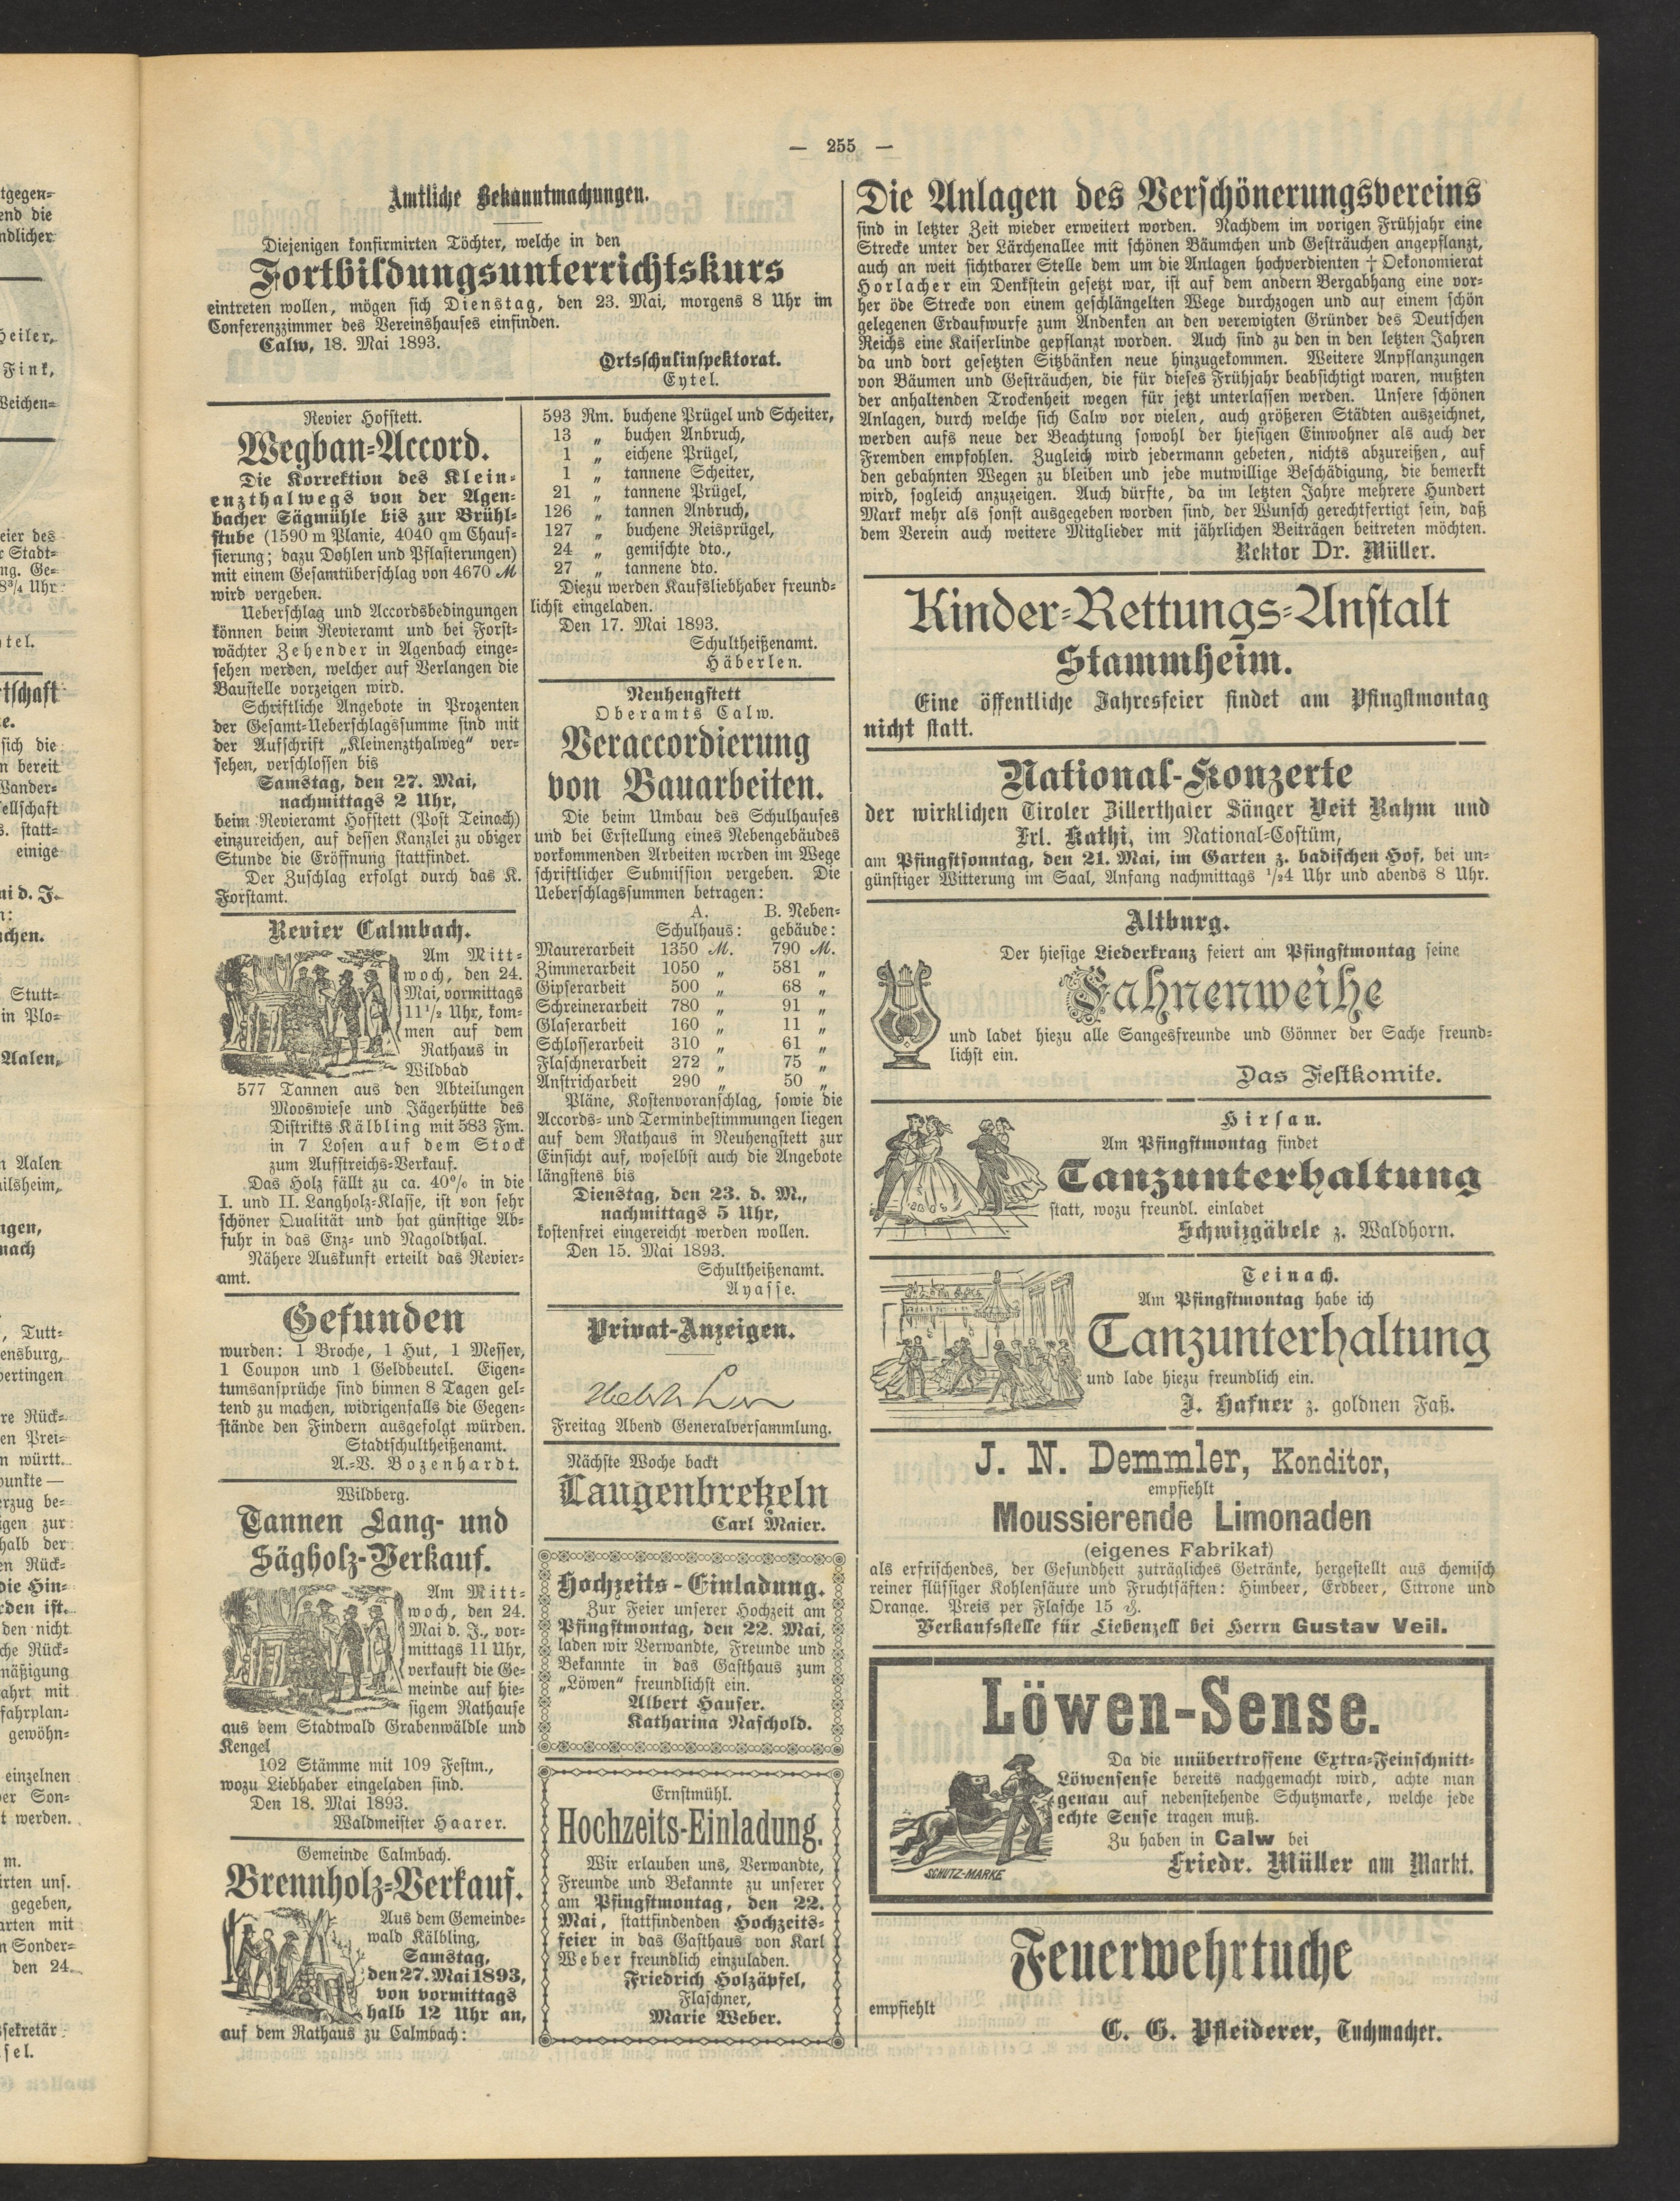 — 255 —
Amtliche Bekanntmachungen.
Diejenigen konfirmirten Töchter, welche in den
Fortbildungsunterrichtskurs
eintreten wollen, mögen sich Dienstag, den 23. Mai, morgens 8 Uhr im
Conferenzzimmer des Vereinshauses einfinden.
Calw, 18. Mai 1893.
Ortsschulinspektorat.
Eytel.
Revier Hofstett.
Wegbau-Accord.
Die Korrektion des Klein-
enzthalwegs von der Agen-
bacher Sägmühle bis zur Brühl-
stube (1590 m Planie, 4040 qm Chaus-
sierung; dazu Dohlen und Pflasterungen)
mit einem Gesamtüberschlag von 4670 M
wird vergeben.
Ueberschlag und Accordsbedingungen
können beim Revieramt und bei Forst-
wächter Zehender in Agenbach einge-
sehen werden, welcher auf Verlangen die
Baustelle vorzeigen wird.
Schriftliche Angebote in Prozenten
der Gesamt-Ueberschlagssumme sind mit
der Aufschrift „Kleinenzthalweg“ ver-
sehen, verschlossen bis
Samstag, den 27. Mai,
nachmittags 2 Uhr,
beim Revieramt Hofstett (Post Teinach)
einzureichen, auf dessen Kanzlei zu obiger
Stunde die Eröffnung stattfindet.
Der Zuschlag erfolgt durch das K.
Forstamt.
Revier Calmbach.
Am Mitt-
woch, den 24.
Mai, vormittags
11½ Uhr, kom-
men auf dem
Rathaus in
Wildbad
577 Tannen aus den Abteilungen
Mooswiese und Jägerhütte des
Distrikts Kälbling mit 583 Fm.
in 7 Losen auf dem Stock
zum Aufstreichs-Verkauf.
Das Holz fällt zu ca. 40% in die
I. und II. Langholz-Klasse, ist von sehr
schöner Qualität und hat günstige Ab-
fuhr in das Enz- und Nagoldthal.
Nähere Auskunft erteilt das Revier-
amt.
Gefunden
wurden: 1 Broche, 1 Hut, 1 Messer,
1 Coupon und 1 Geldbeutel. Eigen-
tumsansprüche sind binnen 8 Tagen gel-
tend zu machen, widrigenfalls die Gegen-
stände den Findern ausgefolgt würden.
Stadtschultheißenamt.
A.-V. Bozenhardt.
Wildberg.
Tannen Lang- und
Sägholz-Verkauf.
Am Mitt-
woch, den 24.
Mai d. J., vor-
mittags 11 Uhr,
verkauft die Ge-
meinde auf hie-
sigem Rathause
aus dem Stadtwald Grabenwäldle und
Kengel
102 Stämme mit 109 Festm.,
wozu Liebhaber eingeladen sind.
Den 18. Mai 1893.
Waldmeister Haarer.
Gemeinde Calmbach.
Brennholz-Verkauf.
Aus dem Gemeinde-
wald Kälbling,
Samstag,
den 27. Mai 1893,
von vormittags
halb 12 Uhr an,
auf dem Rathaus zu Calmbach:
593 Rm. buchene Prügel und Scheiter,
13 „ buchen Anbruch,
1 „ eichene Prügel,
1 „ tannene Scheiter,
21 „ tannene Prügel,
126 „ tannen Anbruch,
127 „ buchene Reisprügel,
24 „ gemischte dto.,
27 „ tannene dto.
Diezu werden Kaufsliebhaber freund-
lichst eingeladen.
Den 17. Mai 1893.
Schultheißenamt.
Häberlen.
Neuhengstett
Oberamts Calw.
Veraccordierung
von Bauarbeiten.
Die beim Umbau des Schulhauses
und bei Erstellung eines Nebengebäudes
vorkommenden Arbeiten werden im Wege
schriftlicher Submission vergeben. Die
Ueberschlagssummen betragen:
A. B. Neben-
Schulhaus: gebäude:
Maurerarbeit 1350 M. 790 M.
Zimmerarbeit 1050 „ 581 „
Gipserarbeit 500 „ 68 „
Schreinerarbeit 780 „ 91 „
Glaserarbeit 160 „ 11 „
Schlosserarbeit 310 „ 61 „
Flaschnerarbeit 272 „ 75 „
Anstricharbeit 290 „ 50 „
Pläne, Kostenvoranschlag, sowie die
Accords- und Terminbestimmungen liegen
auf dem Rathaus in Neuhengstett zur
Einsicht auf, woselbst auch die Angebote
längstens bis
Dienstag, den 23. d. M.,
nachmittags 5 Uhr,
kostenfrei eingereicht werden wollen.
Den 15. Mai 1893.
Schultheißenamt.
Ayasse.
Privat-Anzeigen.
Freitag Abend Generalversammlung.
Nächste Woche backt
Laugenbretzeln
Carl Maier.
Hochzeits-Einladung.
Zur Feier unserer Hochzeit am
Pfingstmontag, den 22. Mai,
laden wir Verwandte, Freunde und
Bekannte in das Gasthaus zum
„Löwen“ freundlichst ein.
Albert Hauser.
Katharina Naschold.
Ernstmühl.
Hochzeits-Einladung.
Wir erlauben uns, Verwandte,
Freunde und Bekannte zu unserer
am Pfingstmontag, den 22.
Mai, stattfindenden Hochzeits-
feier in das Gasthaus von Karl
Weber freundlich einzuladen.
Friedrich Holzäpfel,
Flaschner,
Marie Weber.
Die Anlagen des Verschönerungsvereins
sind in letzter Zeit wieder erweitert worden. Nachdem im vorigen Frühjahr eine
Strecke unter der Lärchenallee mit schönen Bäumchen und Gesträuchen angepflanzt,
auch an weit sichtbarer Stelle dem um die Anlagen hochverdienten † Oekonomierat
Horlacher ein Denkstein gesetzt war, ist auf dem andern Bergabhang eine vor-
her öde Strecke von einem geschlängelten Wege durchzogen und auf einem schön
gelegenen Erdaufwurfe zum Andenken an den verewigten Gründer des Deutschen
Reichs eine Kaiserlinde gepflanzt worden. Auch sind zu den in den letzten Jahren
da und dort gesetzten Sitzbänken neue hinzugekommen. Weitere Anpflanzungen
von Bäumen und Gesträuchen, die für dieses Frühjahr beabsichtigt waren, mußten
der anhaltenden Trockenheit wegen für jetzt unterlassen werden. Unsere schönen
Anlagen, durch welche sich Calw vor vielen, auch größeren Städten auszeichnet,
werden aufs neue der Beachtung sowohl der hiesigen Einwohner als auch der
Fremden empfohlen. Zugleich wird jedermann gebeten, nichts abzureißen, auf
den gebahnten Wegen zu bleiben und jede mutwillige Beschädigung, die bemerkt
wird, sogleich anzuzeigen. Auch dürfte, da im letzten Jahre mehrere Hundert
Mark mehr als sonst ausgegeben worden sind, der Wunsch gerechtfertigt sein, daß
dem Verein auch weitere Mitglieder mit jährlichen Beiträgen beitreten möchten.
Rektor Dr. Müller.
Kinder-Rettungs-Anstalt
Stammheim.
Eine öffentliche Jahresfeier findet am Pfingstmontag
nicht statt.
National-Konzerte
der wirklichen Tiroler Zillerthaler Sänger Veit Rahm und
Frl. Kathi, im National-Costüm,
am Pfingstsonntag, den 21. Mai, im Garten z. badischen Hof, bei un-
günstiger Witterung im Saal, Anfang nachmittags ½4 Uhr und abends 8 Uhr.
Altburg.
Der hiesige Liederkranz feiert am Pfingstmontag seine
Fahnenweihe
und ladet hiezu alle Sangesfreunde und Gönner der Sache freund-
lichst ein.
Das Festkomite.
Hirsau.
Am Pfingstmontag findet
Tanzunterhaltung
statt, wozu freundl. einladet
Schwizgäbele z. Waldhorn.
Teinach.
Am Pfingstmontag habe ich
Tanzunterhaltung
und lade hiezu freundlich ein.
J. Hafner z. goldnen Faß.
J. N. Demmler, Konditor,
empfiehlt
Moussierende Limonaden
(eigenes Fabrikat)
als erfrischendes, der Gesundheit zuträgliches Getränke, hergestellt aus chemisch
reiner flüssiger Kohlensäure und Fruchtsäften: Himbeer, Erdbeer, Citrone und
Orange. Preis per Flasche 15 ₰.
Verkaufsstelle für Liebenzell bei Herrn Gustav Veil.
Löwen-Sense.
Da die unübertroffene Extra-Feinschnitt-
Löwensense bereits nachgemacht wird, achte man
genau auf nebenstehende Schutzmarke, welche jede
echte Sense tragen muß.
Zu haben in Calw bei
Friedr. Müller am Markt.
SCHUTZ-MARKE
Feuerwehrtuche
empfiehlt
C. G. Pfleiderer, Tuchmacher.